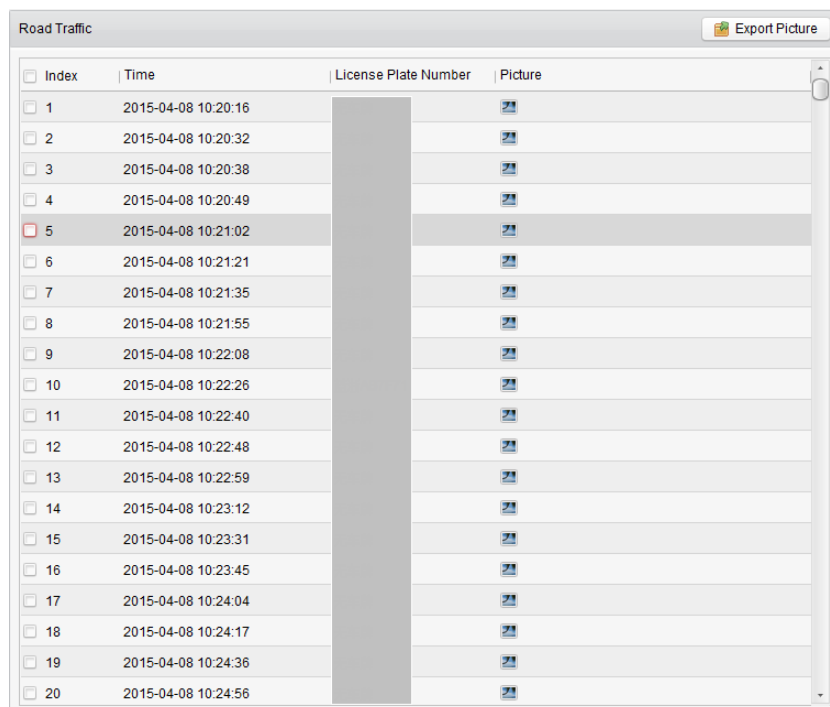 Road Traffic Export Picture
Index Time License Plate Number Picture
1 2015-04-08 10:20:16
2 2015-04-08 10:20:32
3 2015-04-08 10:20:38
4 2015-04-08 10:20:49
5 2015-04-08 10:21:02
6 2015-04-08 10:21:21
7 2015-04-08 10:21:35
8 2015-04-08 10:21:55
9 2015-04-08 10:22:08
10 2015-04-08 10:22:26
11 2015-04-08 10:22:40
12 2015-04-08 10:22:48
13 2015-04-08 10:22:59
14 2015-04-08 10:23:12
15 2015-04-08 10:23:31
16 2015-04-08 10:23:45
17 2015-04-08 10:24:04
18 2015-04-08 10:24:17
19 2015-04-08 10:24:36
20 2015-04-08 10:24:56